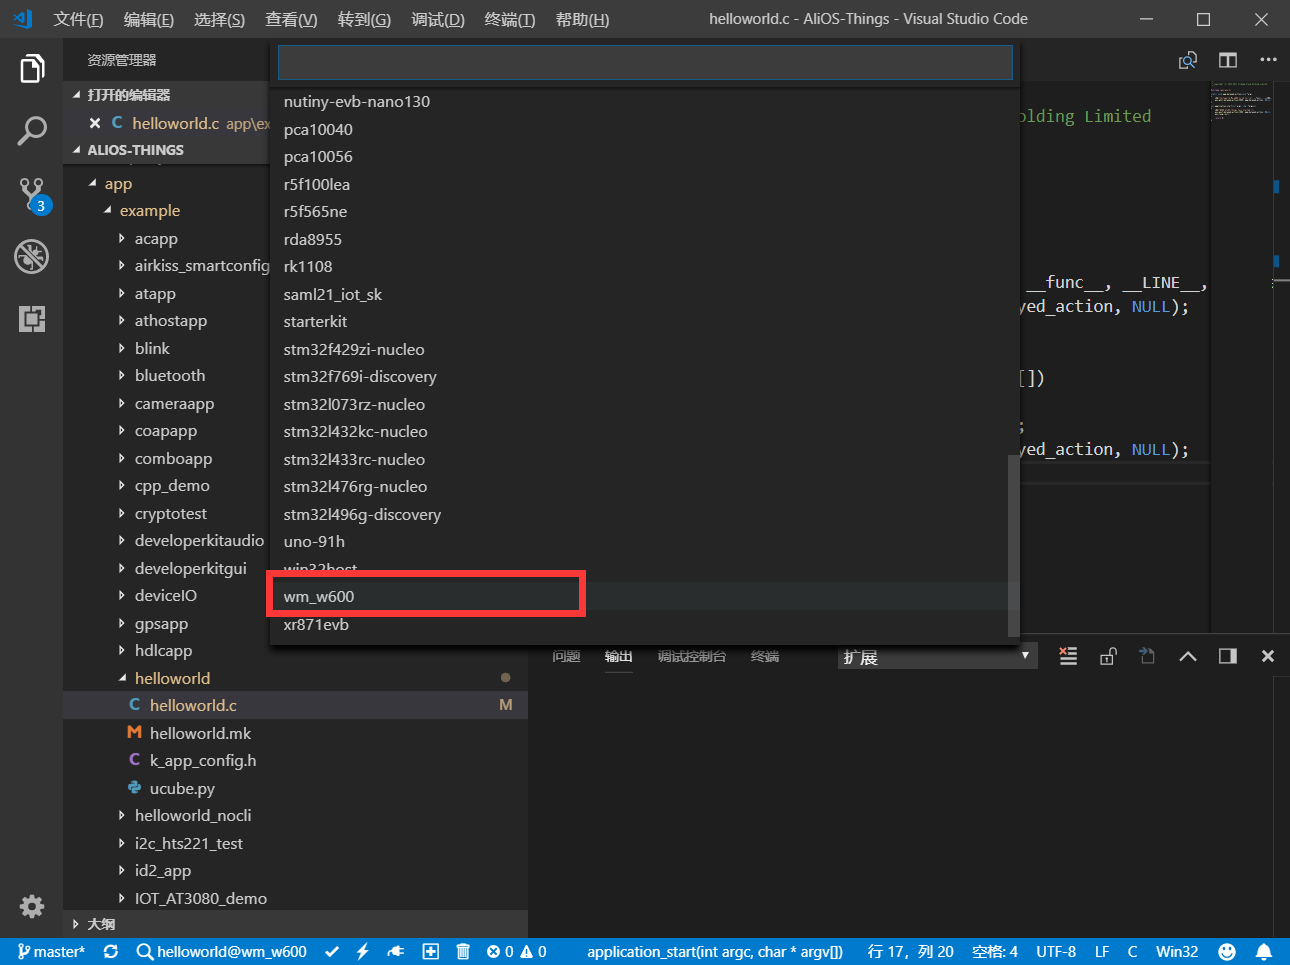 文件(F) 编辑(E) 选择(S) 查看(V) 转到(G) 调试(D) 终端(T) 帮助(H) helloworld.c - AliOS-Things - Visual Studio Code
资源管理器
打开的编辑器
helloworld.c app\ex
ALIOS-THINGS
app
example
acapp
airkiss_smartconfig
atapp
athostapp
blink
bluetooth
cameraapp
coapapp
comboapp
cpp_demo
cryptotest
developerkitaudio
developerkitgui
deviceIO
gpsapp
hdlcapp
helloworld
C helloworld.c M
M helloworld.mk
C k_app_config.h
ucube.py
helloworld_nocli
i2c_hts221_test
id2_app
IOT_AT3080_demo
大纲
3
nutiny-evb-nano130
pca10040
pca10056
r5f100lea
r5f565ne
rda8955
rk1108
saml21_iot_sk
starterkit
stm32f429zi-nucleo
stm32f769i-discovery
stm32l073rz-nucleo
stm32l432kc-nucleo
stm32l433rc-nucleo
stm32l476rg-nucleo
stm32l496g-discovery
uno-91h
win32host
wm_w600
xr871evb
olding Limited
__func__, __LINE__,
yed_action, NULL);
[])
;
yed_action, NULL);
问题 输出 调试控制台 终端 扩展
master* helloworld@wm_w600 0 0 application_start(int argc, char * argv[]) 行 17，列 20 空格: 4 UTF-8 LF C Win32